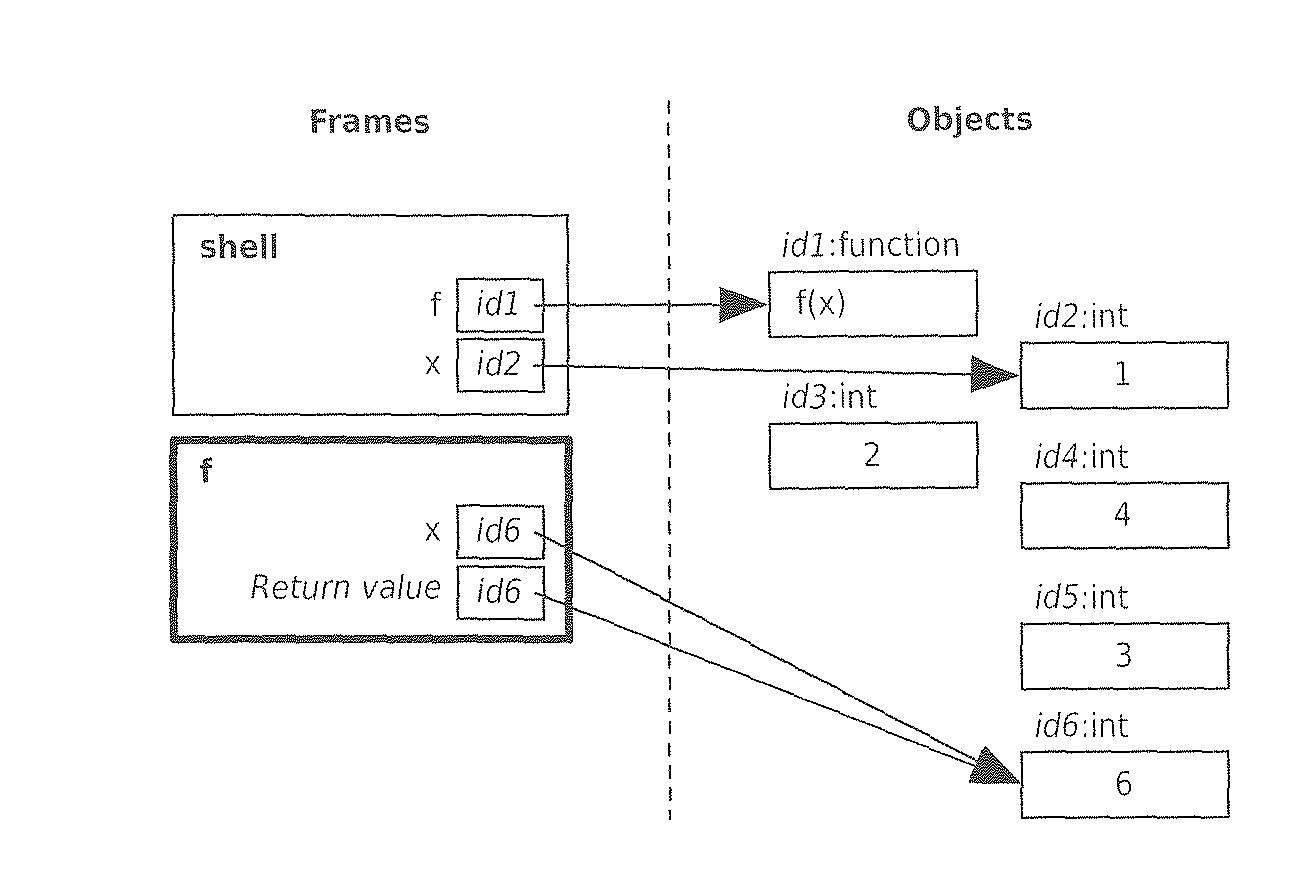 Frames
Objects
shell
f id1
x id2
f
x id6
Return value id6
id1:function
f(x)
id2:int
1
id3:int
2
id4:int
4
id5:int
3
id6:int
6